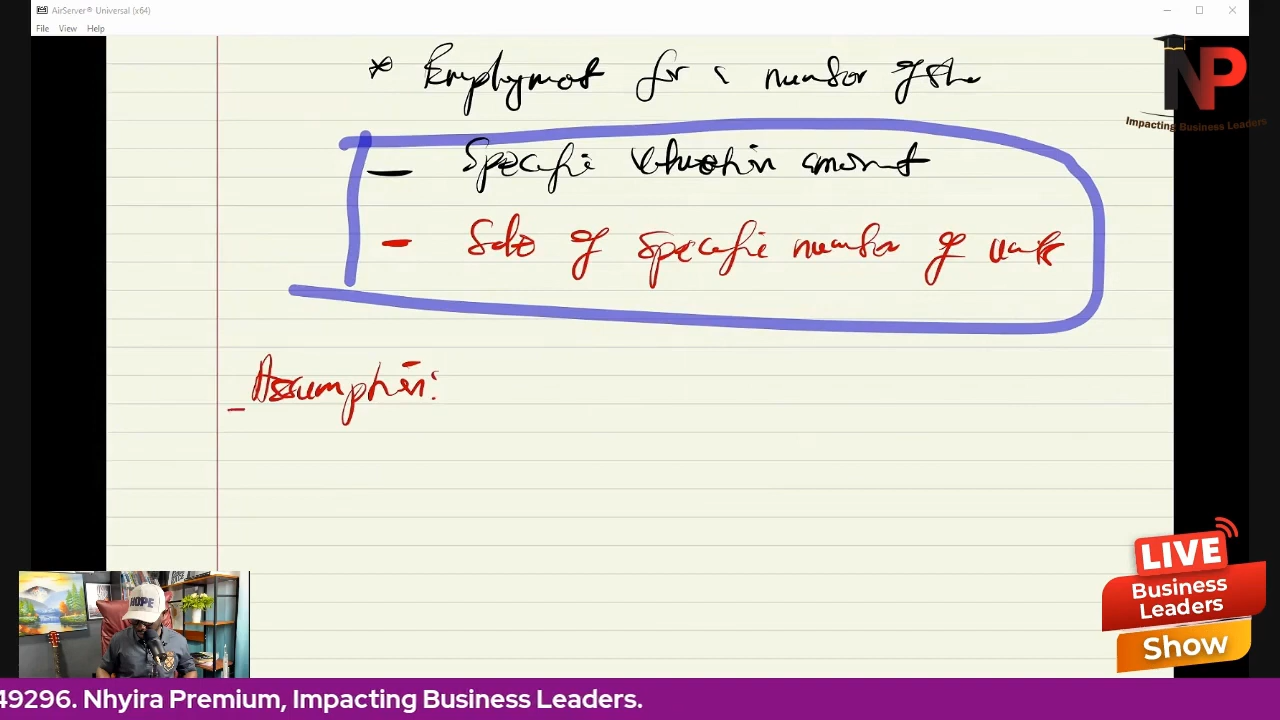 AirServer® Universal (x64)
File View Help
* Employment for a number of the
NP
Impacting Business Leaders
- Specific valuation amount
- Sale of specific number of units
- Assumption:
HOPE
LIVE
Business
Leaders
Show
49296. Nhyira Premium, Impacting Business Leaders.